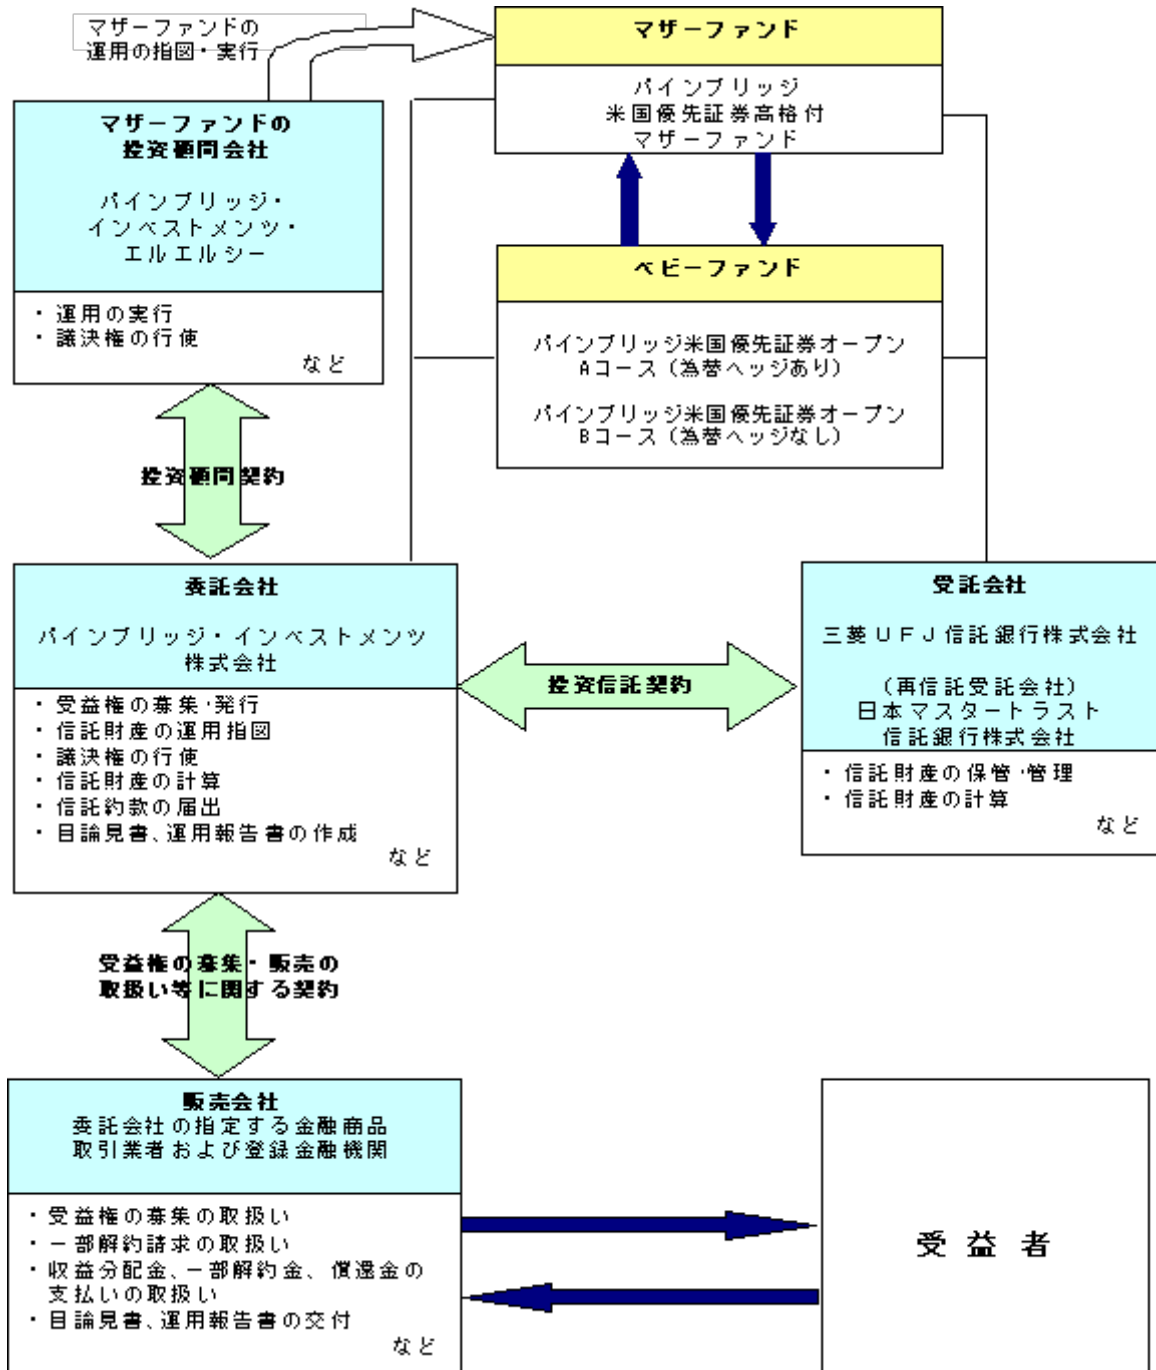 マザーファンドの
運用の指図・実行
マザーファンド
パインブリッジ
米国優先証券高格付
マザーファンド
マザーファンドの
投資顧問会社
パインブリッジ・
インベストメンツ・
エルエルシー
・ 運用の実行
・ 議決権の行使
など
ベビーファンド
パインブリッジ米国優先証券オープン
Aコース(為替ヘッジあり)
パインブリッジ米国優先証券オープン
Bコース(為替ヘッジなし)
投資顧問契約
委託会社
パインブリッジ・インベストメンツ
株式会社
・ 受益権の募集・発行
・ 信託財産の運用指図
・ 議決権の行使
・ 信託財産の計算
・ 信託約款の届出
・ 目論見書、運用報告書の作成
など
投資信託契約
受託会社
三菱UFJ信託銀行株式会社
(再信託受託会社)
日本マスタートラスト
信託銀行株式会社
・ 信託財産の保管・管理
・ 信託財産の計算
など
受益権の募集・販売の
取扱い等に関する契約
販売会社
委託会社の指定する金融商品
取引業者および登録金融機関
・ 受益権の募集の取扱い
・ 一部解約請求の取扱い
・ 収益分配金、一部解約金、償還金の
支払いの取扱い
・ 目論見書、運用報告書の交付
など
受益者